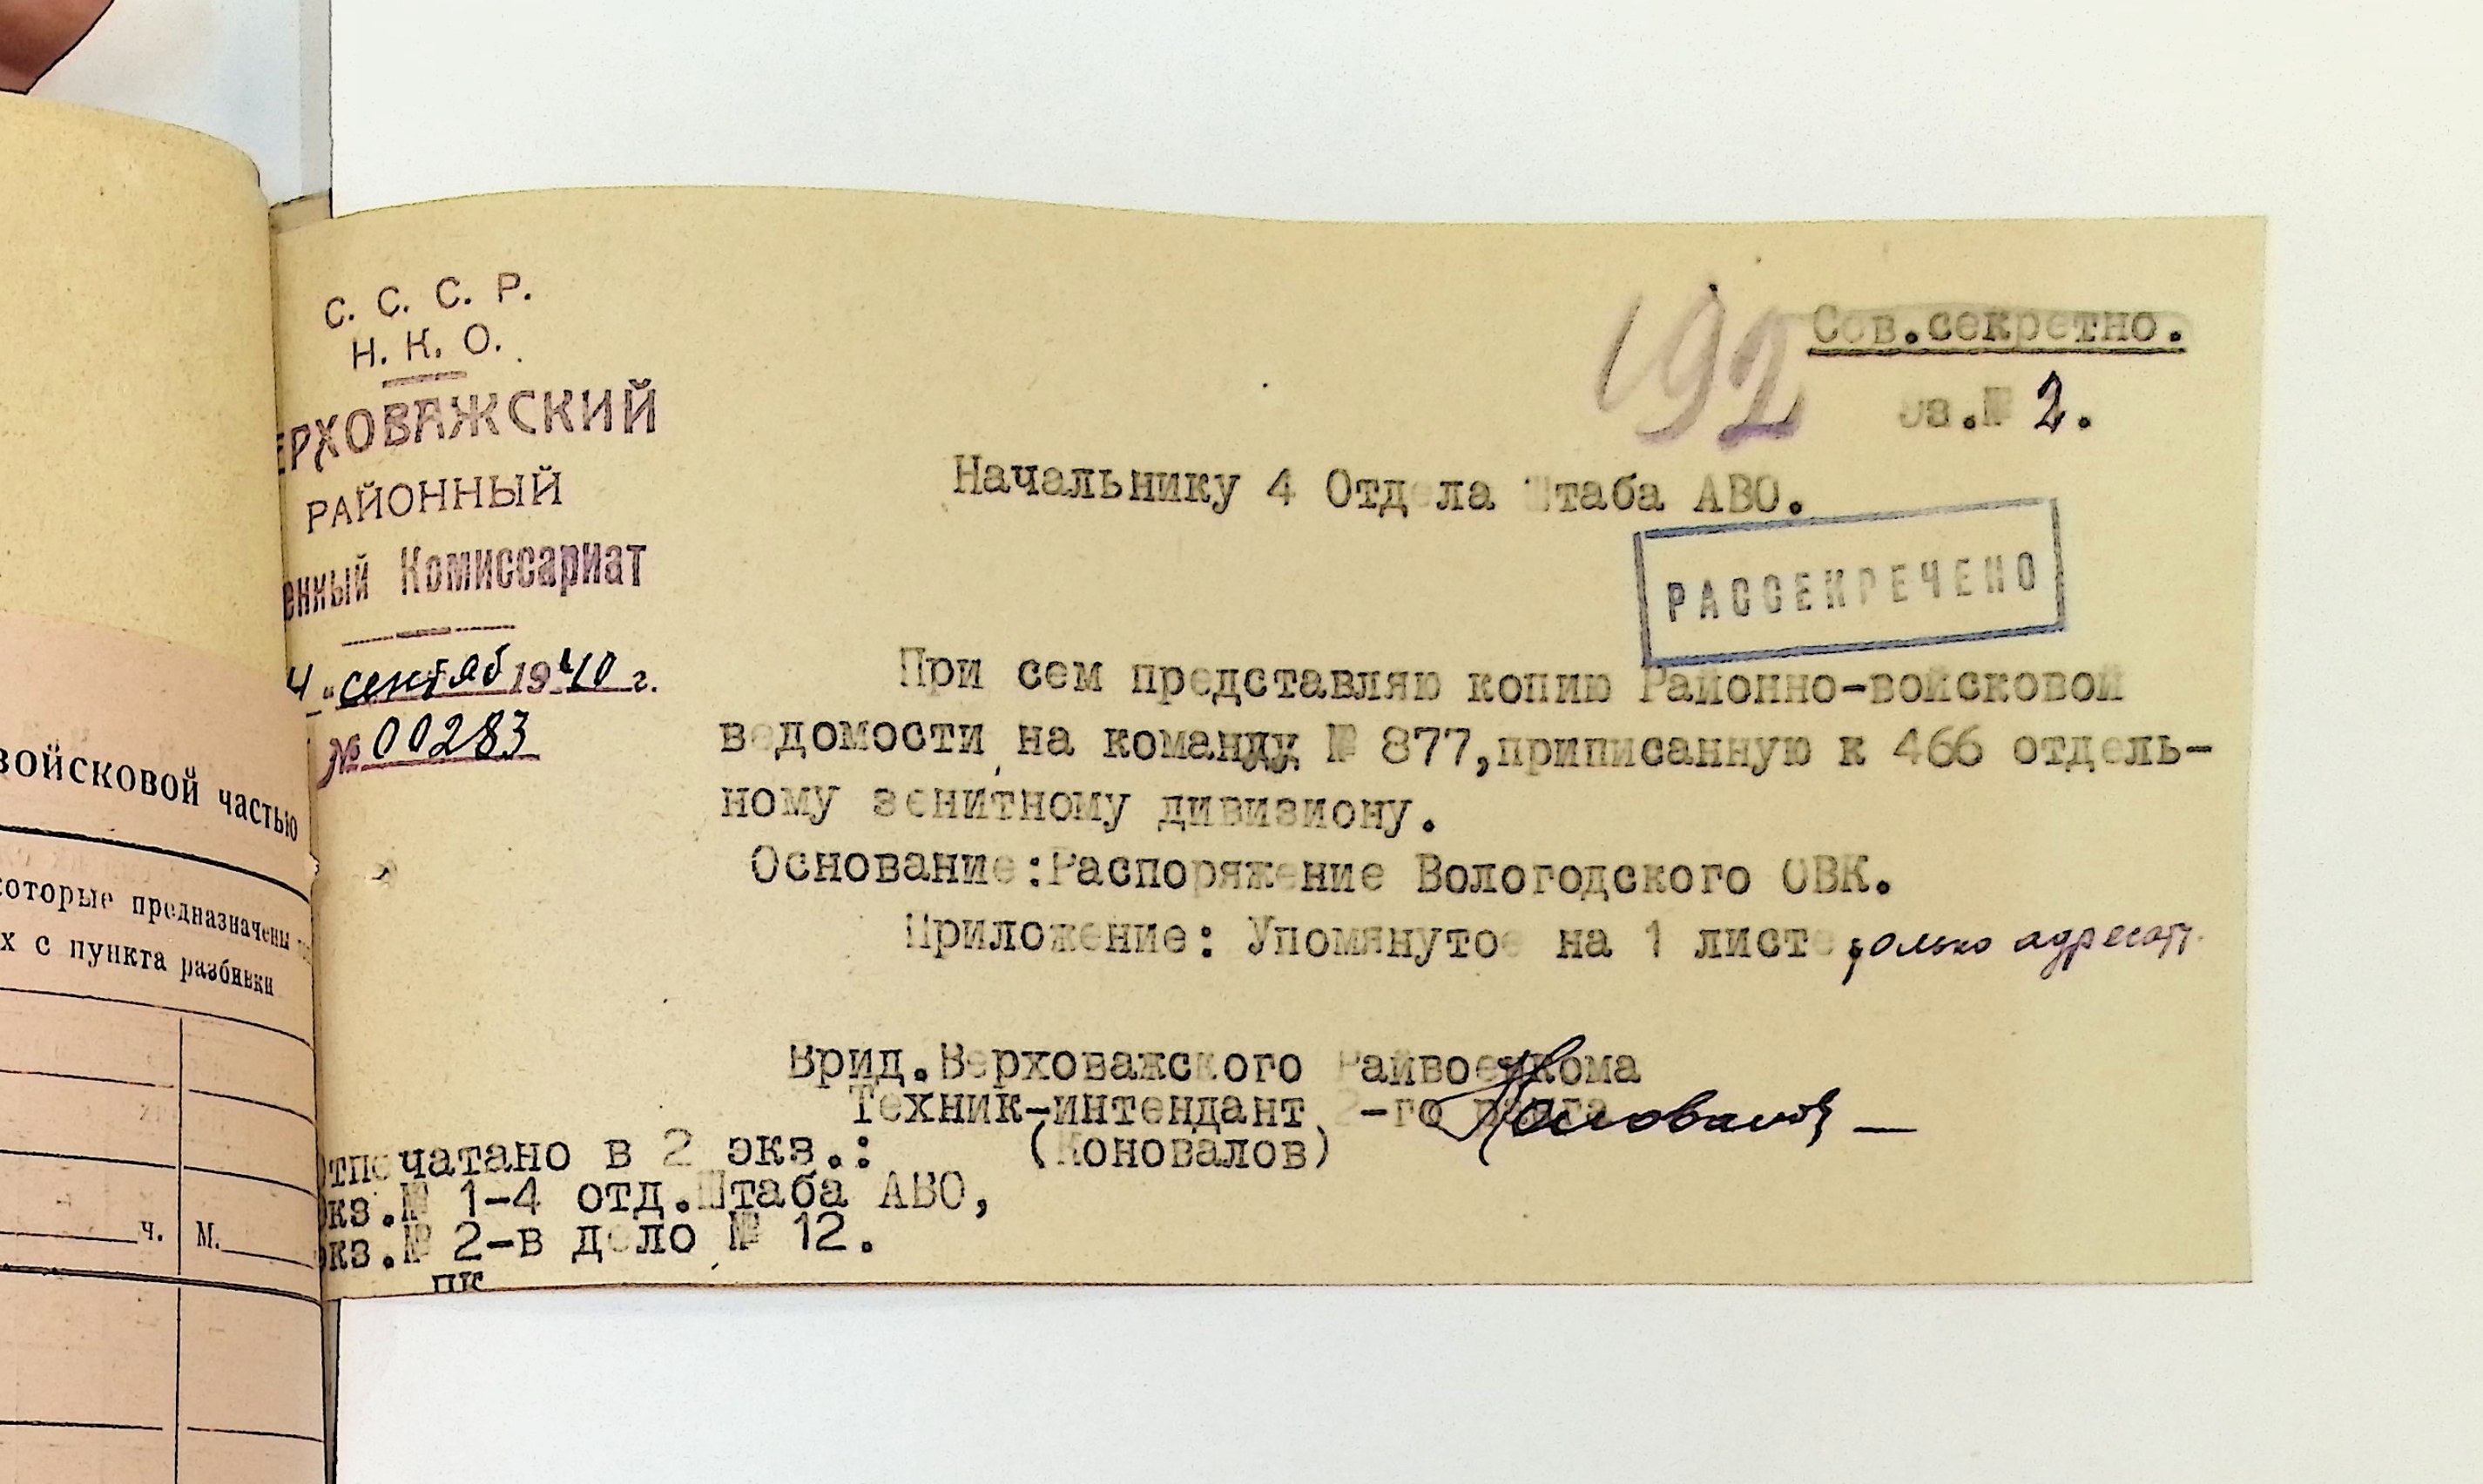 С. С. С. Р.
Н. К. О.
ЕРХОВАЖСКИЙ
РАЙОННЫЙ
енный Комиссариат
4 " сентяб 1940 г.
№ 00283
192
Сов.секретно.
эз.№ 2.
Начальнику 4 Отдела Штаба АВО.
РАССЕКРЕЧЕНО
При сем представляю копию Районно-войсковой
ведомости на команду № 877,приписанную к 466 отдель-
ному зенитному дивизиону.
Основание:Распоряжение Вологодского ОВК.
Приложение: Упомянутое на 1 листе только адресат.
Врид.Верховажского Райвоенкома
Техник-интендант 2-го ранга
(Коновалов)
Коновалов
Отпечатано в 2 экз.:
экз.№ 1-4 отд.Штаба АВО,
экз.№ 2-в дело № 12.
пк
войсковой частью
которые предназначены
х с пункта разбивки
ч. М.